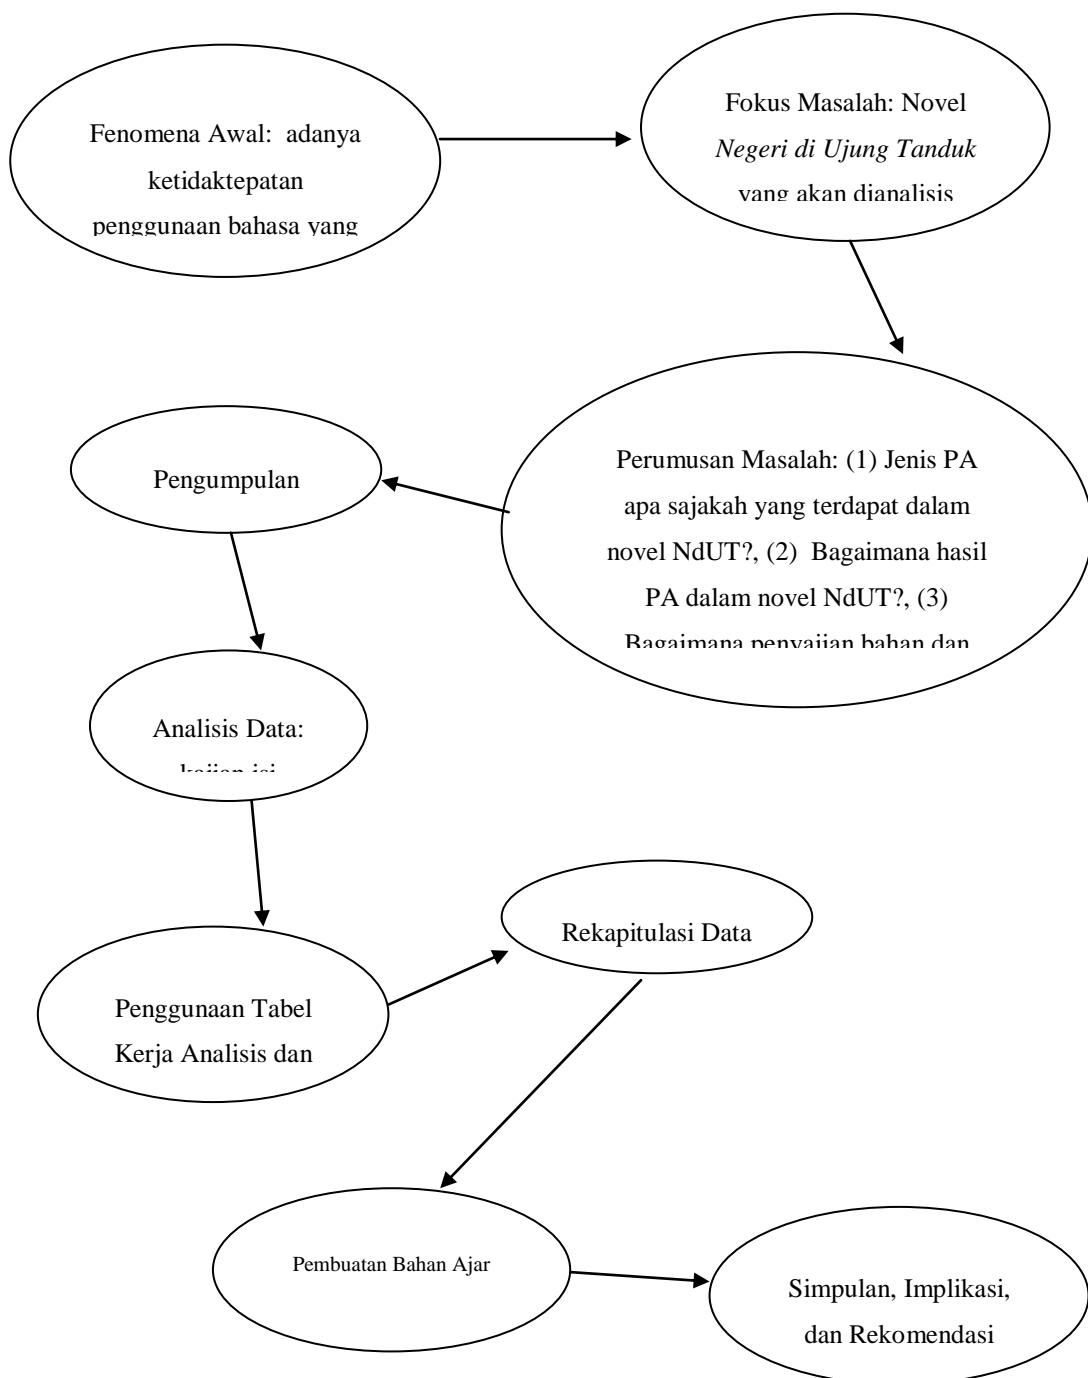 Fenomena Awal: adanya
ketidaktepatan
penggunaan bahasa yang
Fokus Masalah: Novel
Negeri di Ujung Tanduk
yang akan dianalisis
Perumusan Masalah: (1) Jenis PA
apa sajakah yang terdapat dalam
novel NdUT?, (2) Bagaimana hasil
PA dalam novel NdUT?, (3)
Bagaimana penyajian bahan dan
Pengumpulan
Analisis Data:
kajian isi
Penggunaan Tabel
Kerja Analisis dan
Rekapitulasi Data
Pembuatan Bahan Ajar
Simpulan, Implikasi,
dan Rekomendasi